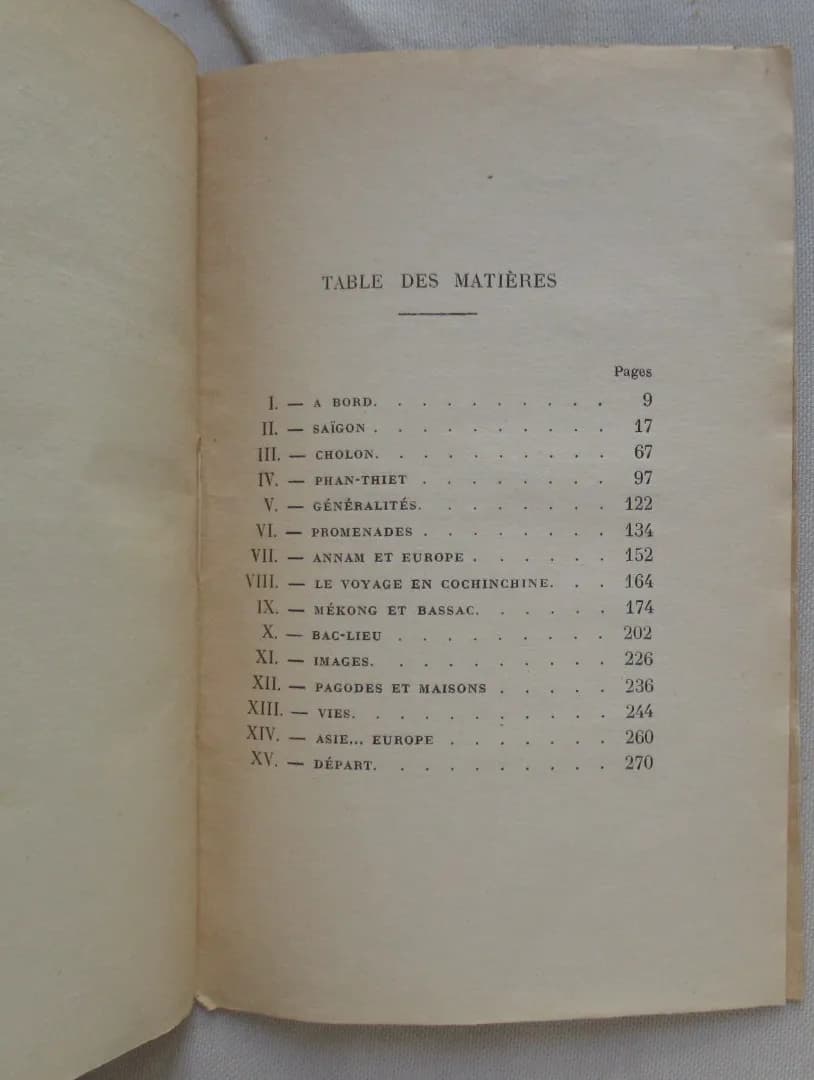 TABLE DES MATIÈRES
Pages
I. — A BORD. . . . . . . . . . 9
II. — SAÏGON . . . . . . . . . . 17
III. — CHOLON. . . . . . . . . . 67
IV. — PHAN-THIET . . . . . . . . 97
V. — GÉNÉRALITÉS. . . . . . . . 122
VI. — PROMENADES . . . . . . . . 134
VII. — ANNAM ET EUROPE . . . . . . 152
VIII. — LE VOYAGE EN COCHINCHINE. . . 164
IX. — MÉKONG ET BASSAC. . . . . . 174
X. — BAC-LIEU . . . . . . . . . 202
XI. — IMAGES. . . . . . . . . . 226
XII. — PAGODES ET MAISONS . . . . . 236
XIII. — VIES. . . . . . . . . . . 244
XIV. — ASIE... EUROPE . . . . . . . 260
XV. — DÉPART. . . . . . . . . . 270